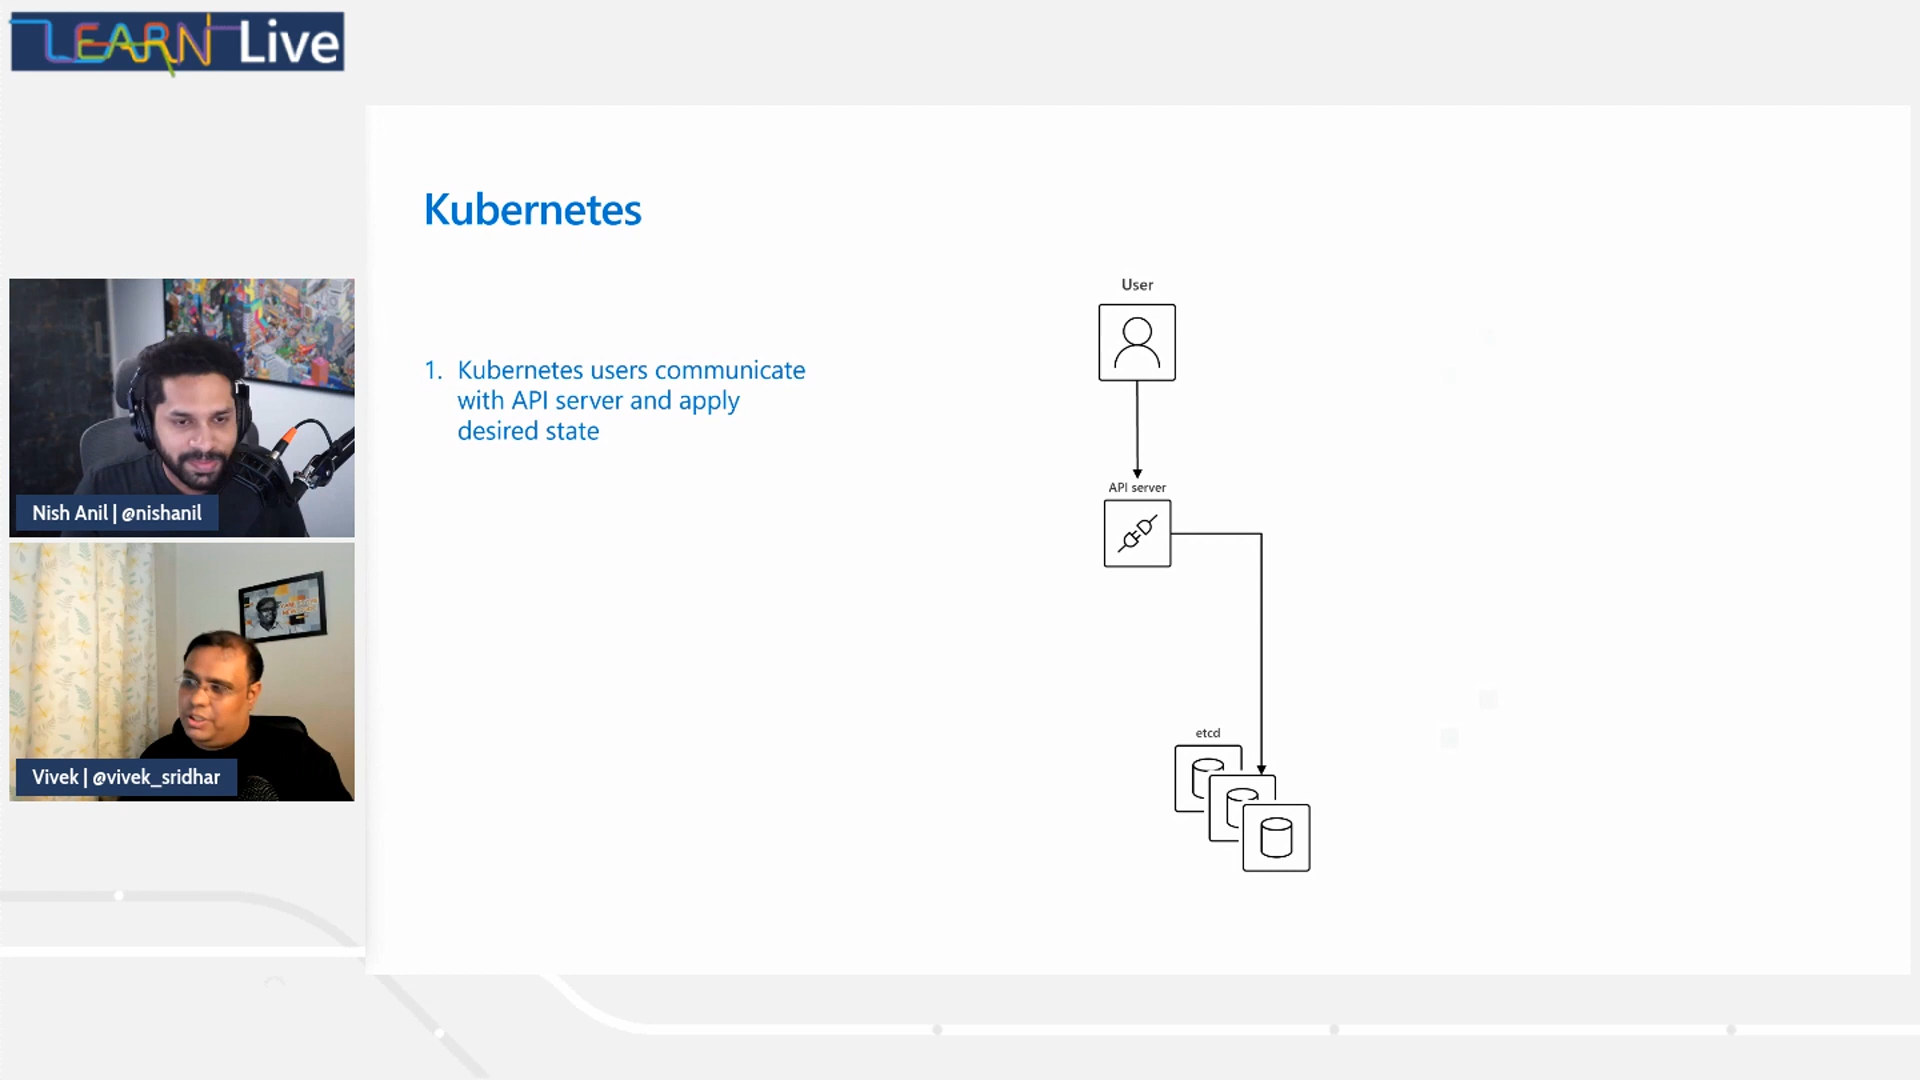 LEARN Live
Kubernetes
User
1. Kubernetes users communicate
with API server and apply
desired state
API server
Nish Anil | @nishanil
etcd
Vivek | @vivek_sridhar